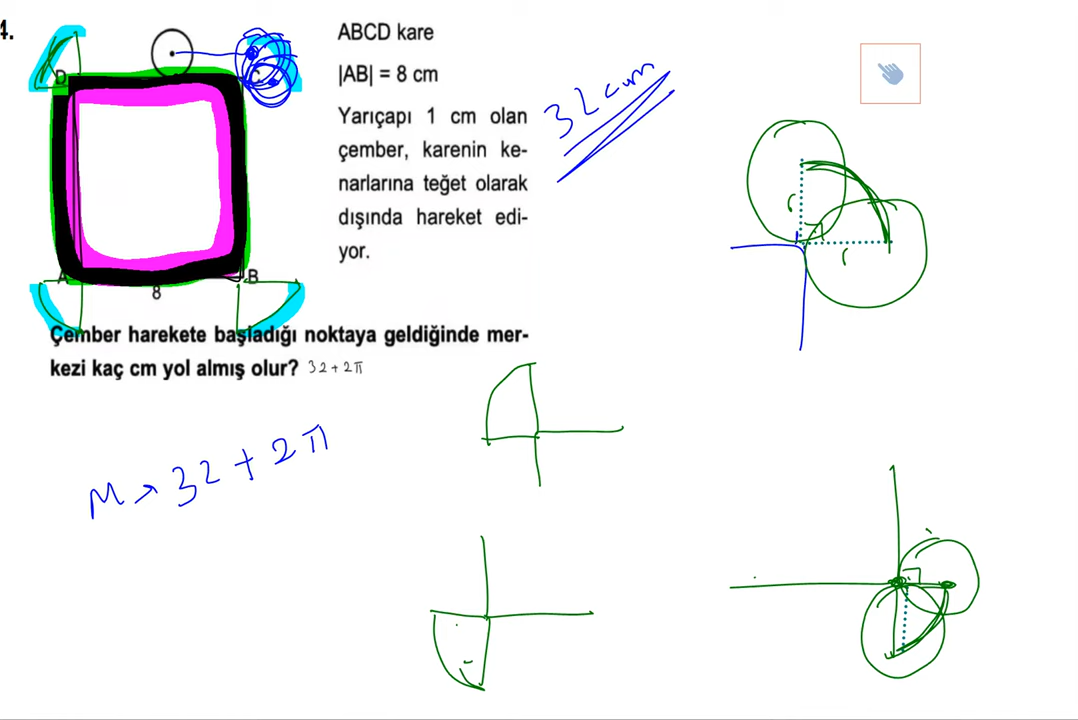 4.
ABCD kare
|AB| = 8 cm
Yarıçapı 1 cm olan
çember, karenin ke-
narlarına teğet olarak
dışında hareket edi-
yor.
D
C
A
B
8
Çember harekete başladığı noktaya geldiğinde mer-
kezi kaç cm yol almış olur? 32+2π
32 cm
M → 32 + 2π